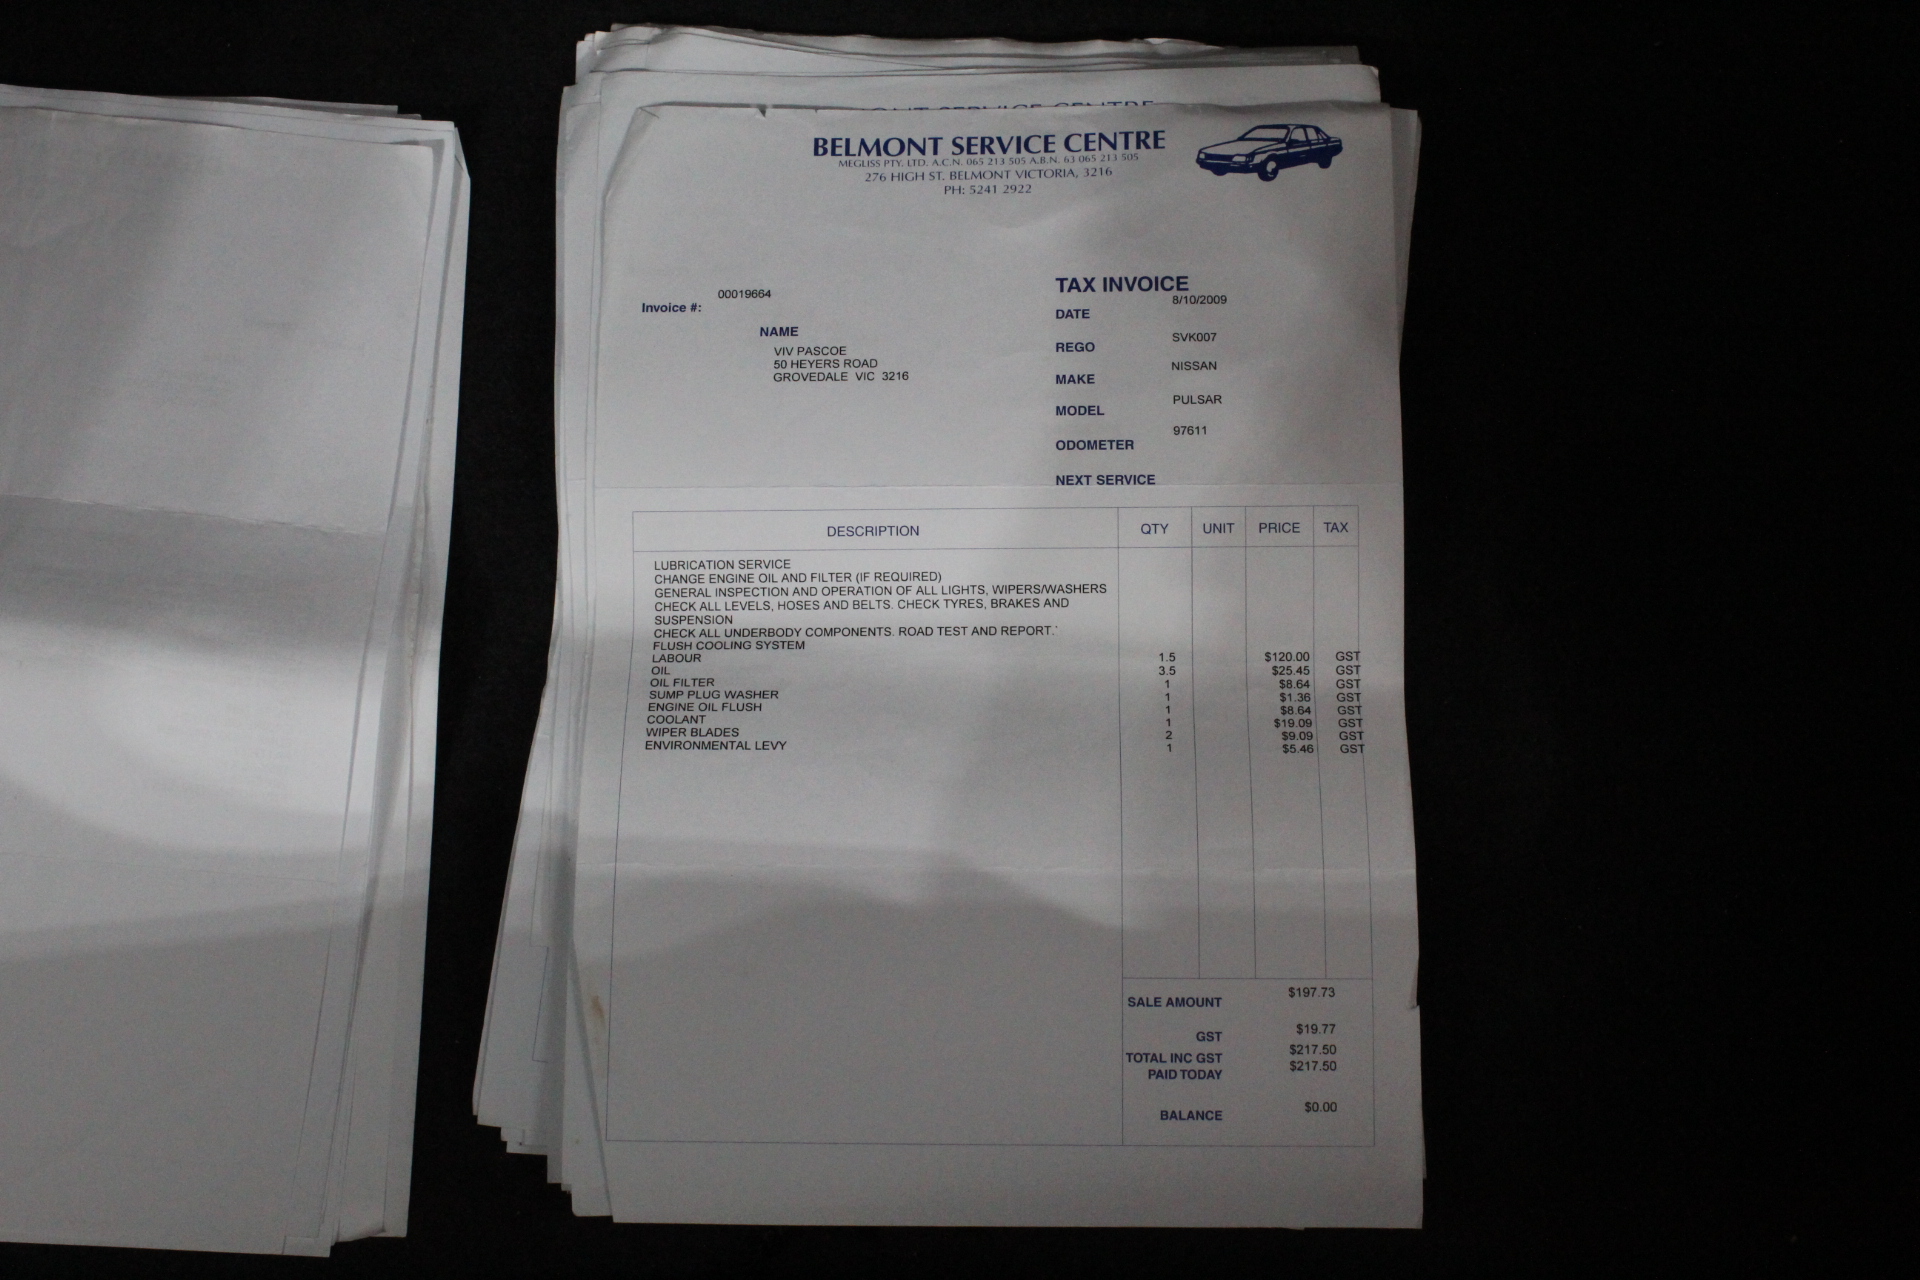 BELMONT SERVICE CENTRE
MEGLISS PTY. LTD. A.C.N. 065 213 505 A.B.N. 63 065 213 505
276 HIGH ST. BELMONT VICTORIA, 3216
PH: 5241 2922
Invoice #: 00019664
NAME
VIV PASCOE
50 HEYERS ROAD
GROVEDALE VIC 3216
TAX INVOICE
DATE 8/10/2009
REGO SVK007
MAKE NISSAN
MODEL PULSAR
ODOMETER 97611
NEXT SERVICE
DESCRIPTION QTY UNIT PRICE TAX
LUBRICATION SERVICE
CHANGE ENGINE OIL AND FILTER (IF REQUIRED)
GENERAL INSPECTION AND OPERATION OF ALL LIGHTS, WIPERS/WASHERS
CHECK ALL LEVELS, HOSES AND BELTS. CHECK TYRES, BRAKES AND
SUSPENSION
CHECK ALL UNDERBODY COMPONENTS. ROAD TEST AND REPORT.`
FLUSH COOLING SYSTEM
LABOUR 1.5 $120.00 GST
OIL 3.5 $25.45 GST
OIL FILTER 1 $8.64 GST
SUMP PLUG WASHER 1 $1.36 GST
ENGINE OIL FLUSH 1 $8.64 GST
COOLANT 1 $19.09 GST
WIPER BLADES 2 $9.09 GST
ENVIRONMENTAL LEVY 1 $5.46 GST
SALE AMOUNT $197.73
GST $19.77
TOTAL INC GST $217.50
PAID TODAY $217.50
BALANCE $0.00